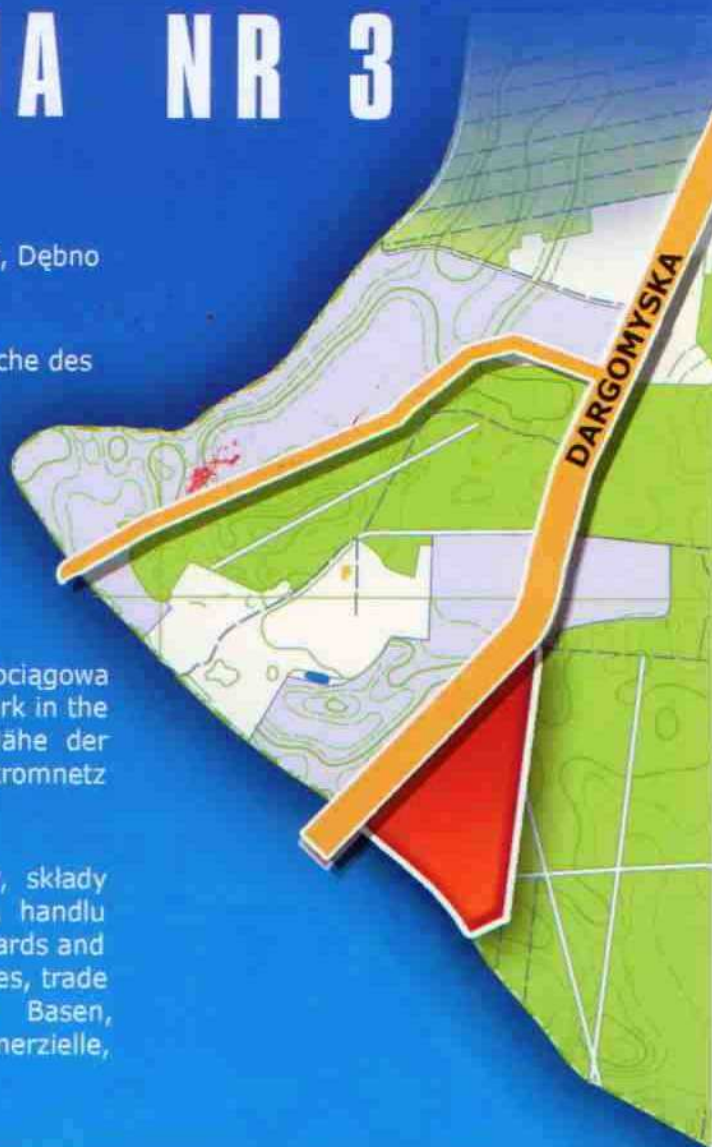 A NR 3
, Dębno
che des
DARGOMYSKA
ociągowa
rk in the
ähe der
tromnetz
, składy
handlu
ards and
es, trade
Basen,
nerzielle,